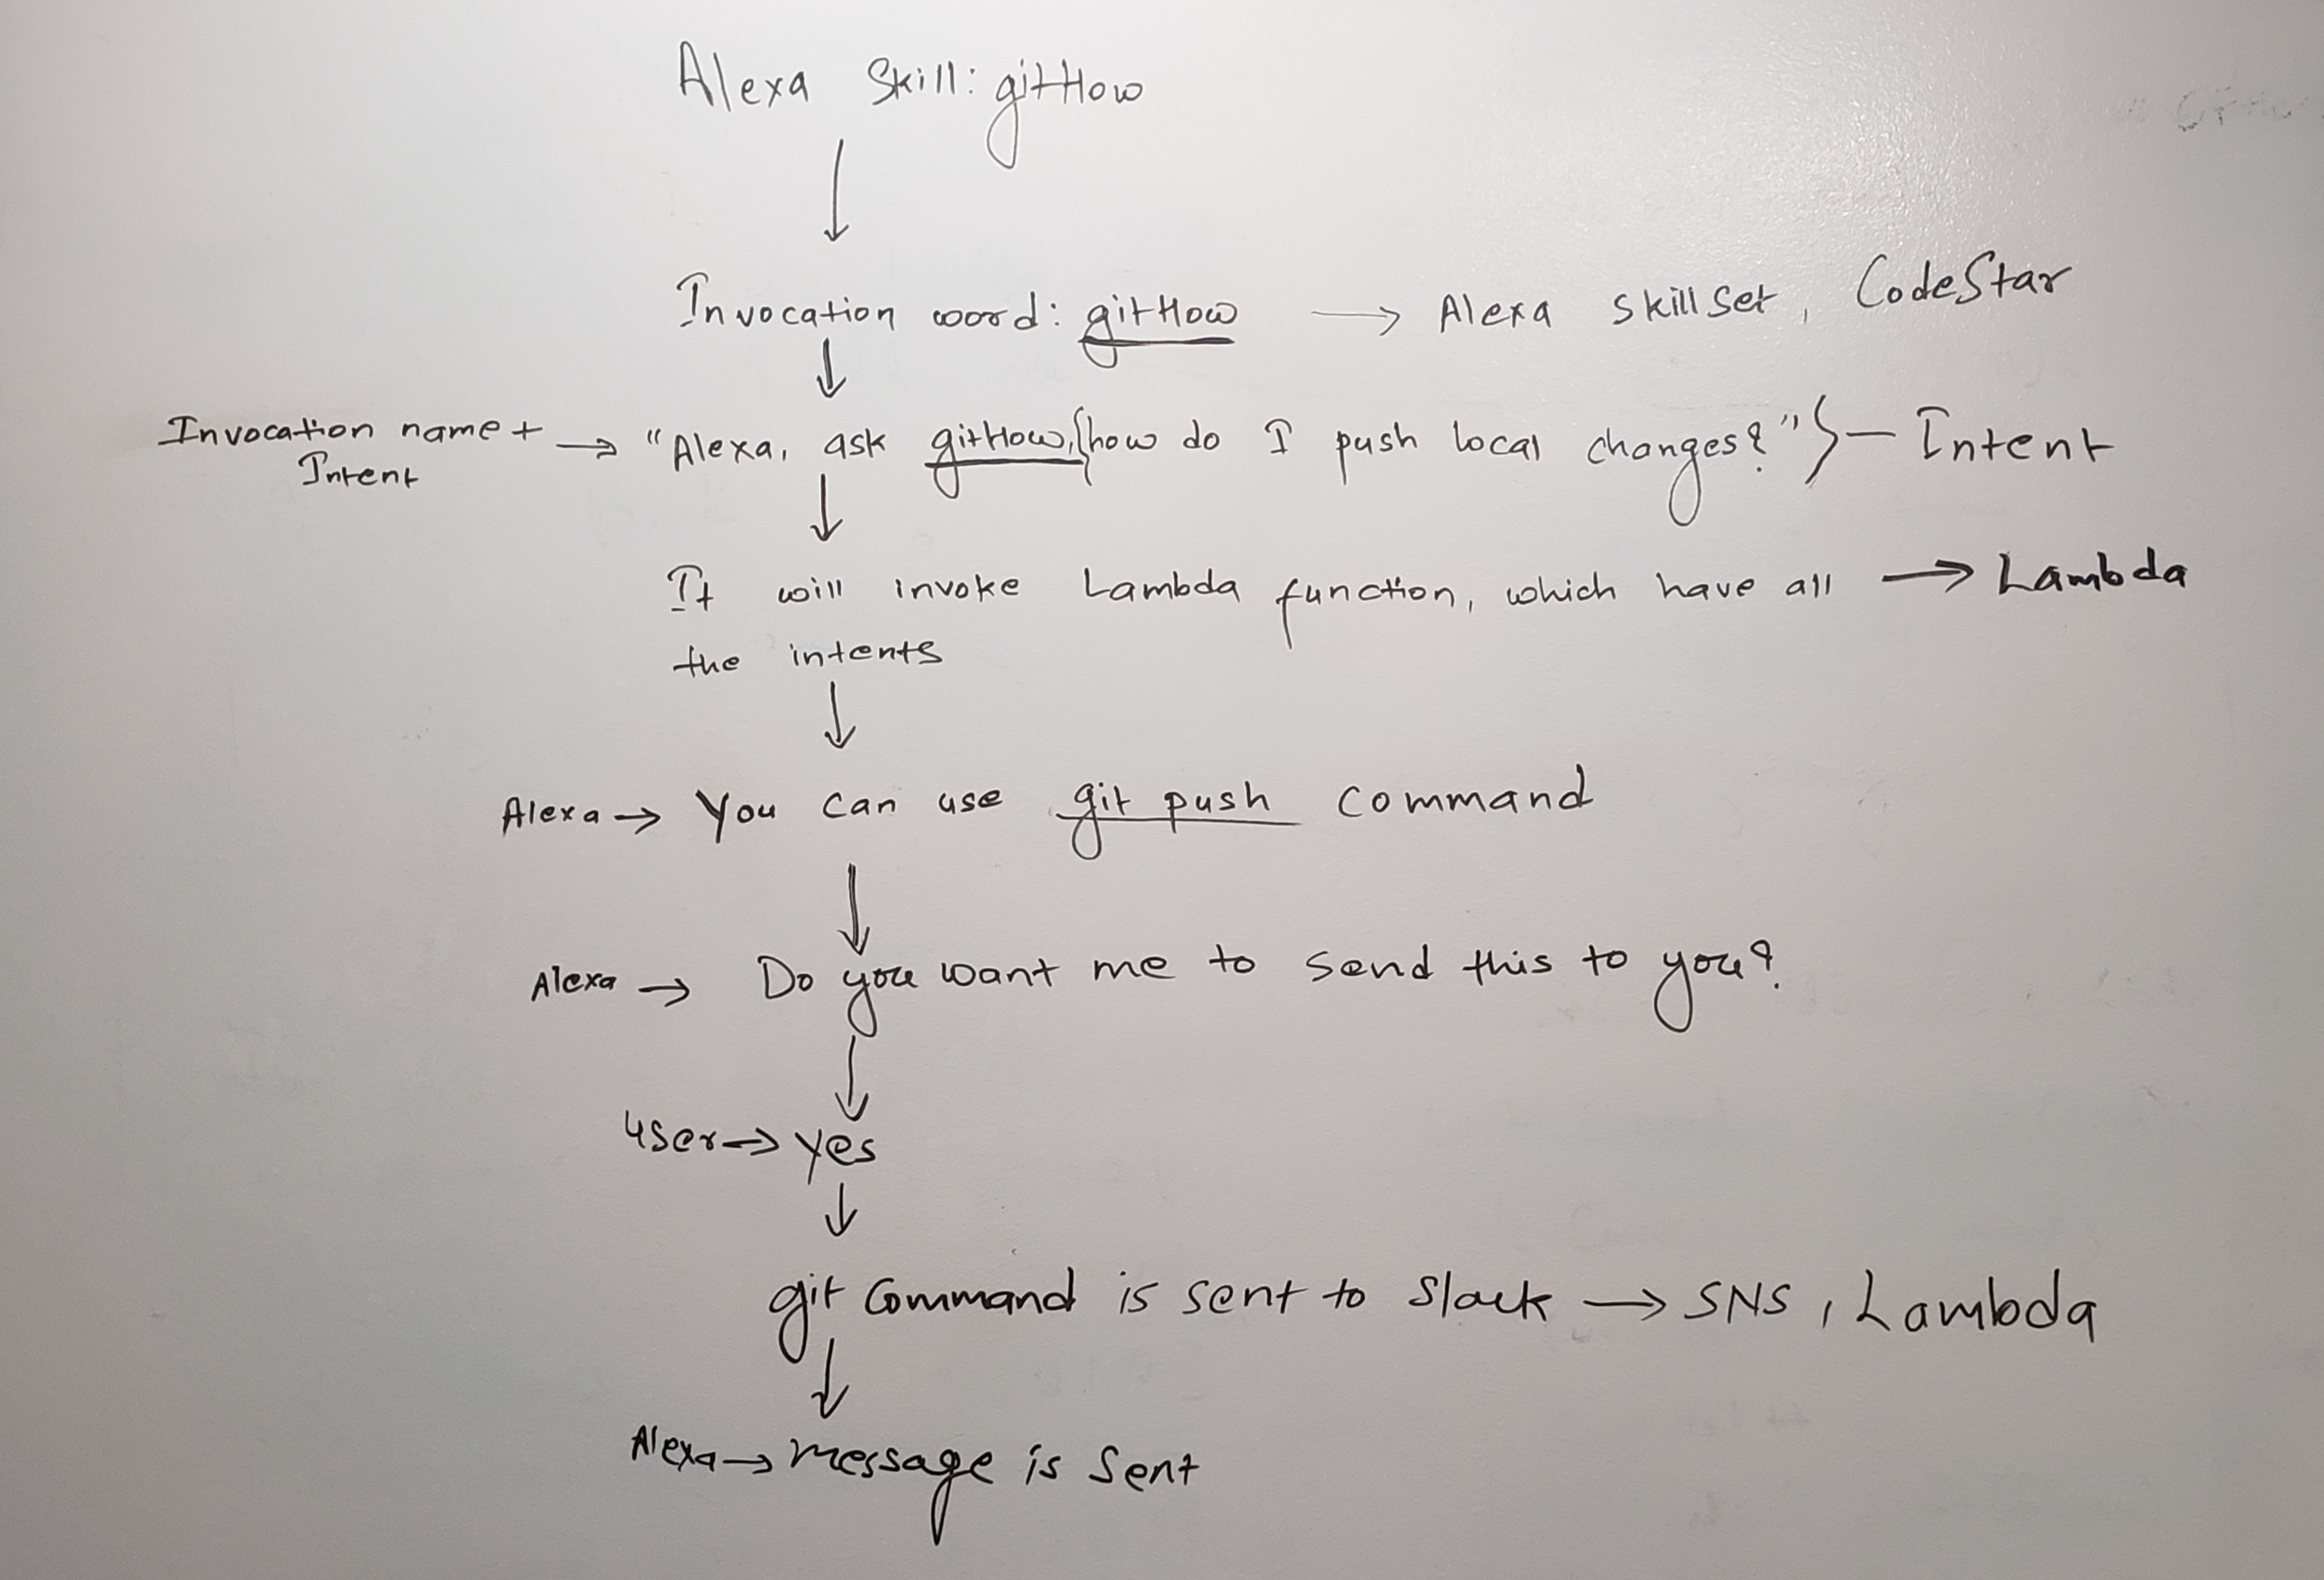 Alexa Skill: gitHow
Invocation word: gitHow → Alexa skillset, CodeStar
Invocation name +
Intent
→ "Alexa, ask gitHow, {how do I push local changes?"} — Intent
It will invoke Lambda function, which have all → Lambda
the intents
Alexa → You can use git push command
Alexa → Do you want me to send this to you?
User → Yes
git Command is sent to Slack → SNS, Lambda
Alexa → Message is Sent